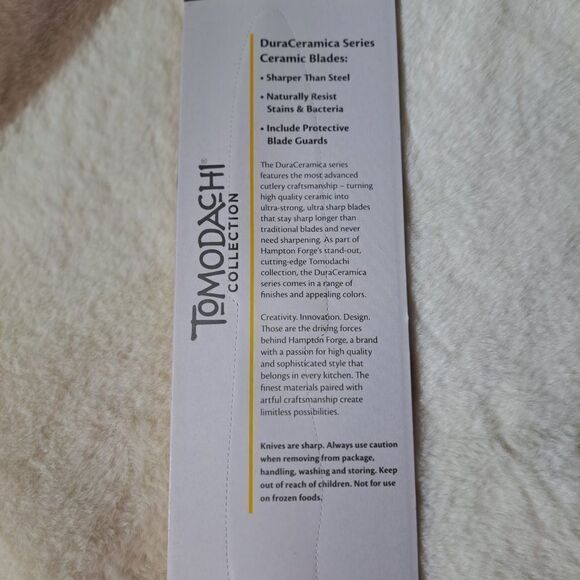 TOMODACHI®
COLLECTION
DuraCeramica Series
Ceramic Blades:
• Sharper Than Steel
• Naturally Resist
Stains & Bacteria
• Include Protective
Blade Guards
The DuraCeramica series
features the most advanced
cutlery craftsmanship – turning
high quality ceramic into
ultra-strong, ultra sharp blades
that stay sharp longer than
traditional blades and never
need sharpening. As part of
Hampton Forge's stand-out,
cutting-edge Tomodachi
collection, the DuraCeramica
series comes in a range of
finishes and appealing colors.
Creativity. Innovation. Design.
Those are the driving forces
behind Hampton Forge, a brand
with a passion for high quality
and sophisticated style that
belongs in every kitchen. The
finest materials paired with
artful craftsmanship create
limitless possibilities.
Knives are sharp. Always use caution
when removing from package,
handling, washing and storing. Keep
out of reach of children. Not for use
on frozen foods.